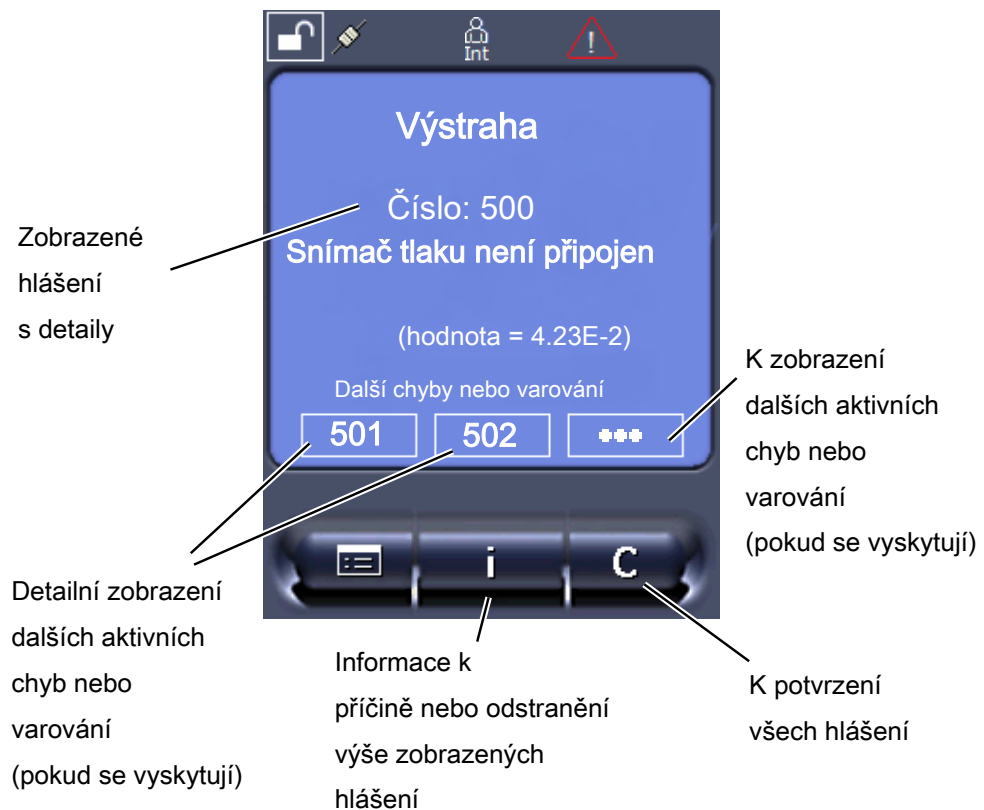 Int
!
Výstraha
Číslo: 500
Snímač tlaku není připojen
(hodnota = 4.23E-2)
Další chyby nebo varování
501 502 •••
i C
Zobrazené
hlášení
s detaily
K zobrazení
dalších aktivních
chyb nebo
varování
(pokud se vyskytují)
Detailní zobrazení
dalších aktivních
chyb nebo
varování
(pokud se vyskytují)
Informace k
příčině nebo odstranění
výše zobrazených
hlášení
K potvrzení
všech hlášení